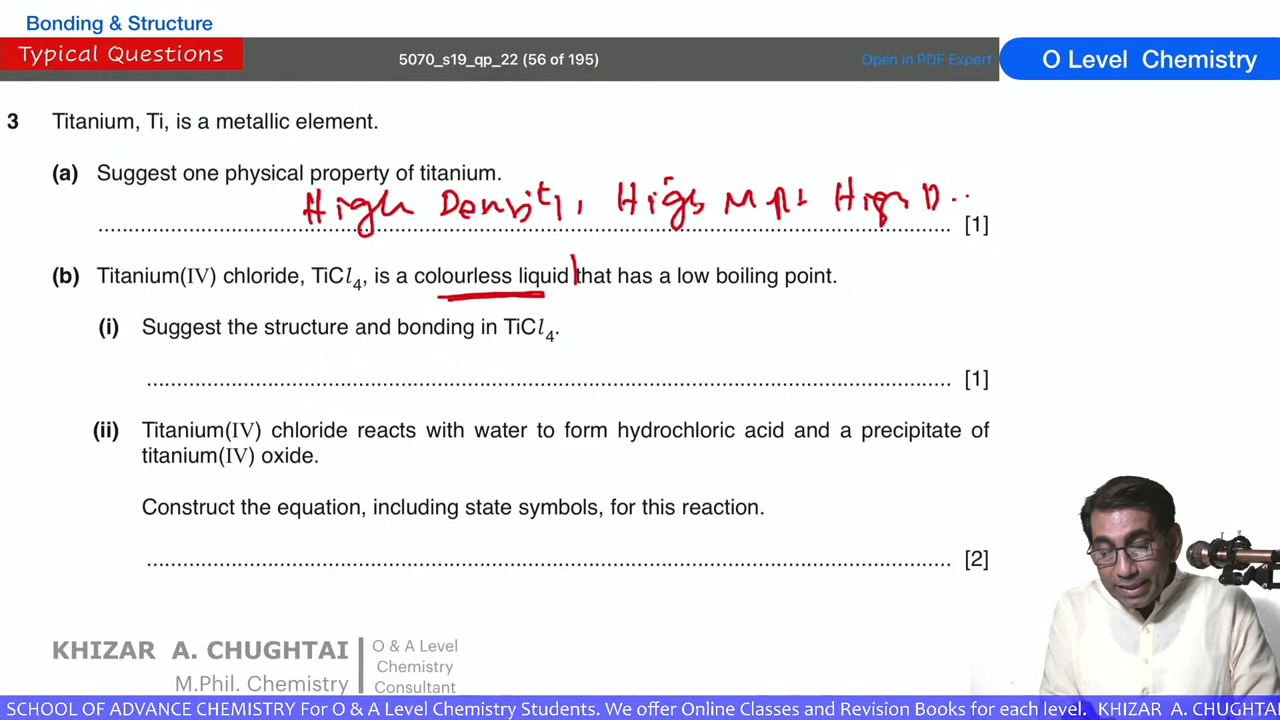 Bonding & Structure
Typical Questions
5070_s19_qp_22 (56 of 195)
Open in PDF Expert
O Level Chemistry
3 Titanium, Ti, is a metallic element.
(a) Suggest one physical property of titanium.
High Density, High M.Pt High D..
.......... [1]
(b) Titanium(IV) chloride, TiCl4, is a colourless liquid that has a low boiling point.
(i) Suggest the structure and bonding in TiCl4.
.......... [1]
(ii) Titanium(IV) chloride reacts with water to form hydrochloric acid and a precipitate of
titanium(IV) oxide.
Construct the equation, including state symbols, for this reaction.
.......... [2]
KHIZAR A. CHUGHTAI
M.Phil. Chemistry
O & A Level
Chemistry
Consultant
SCHOOL OF ADVANCE CHEMISTRY For O & A Level Chemistry Students. We offer Online Classes and Revision Books for each level. KHIZAR A. CHUGHTA